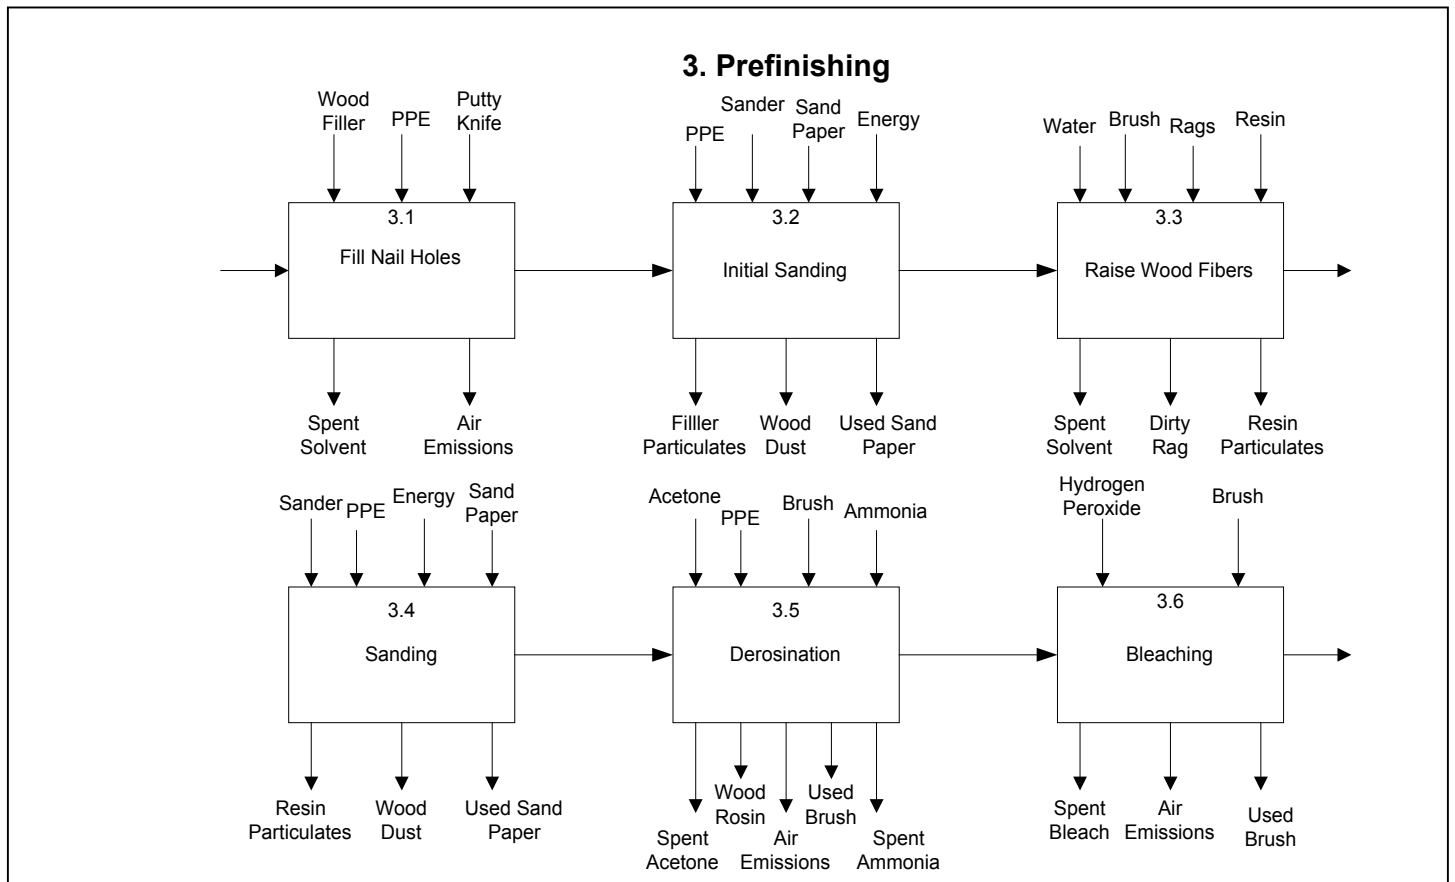 3. Prefinishing
Wood
Filler
PPE
Putty
Knife
PPE
Sander
Sand
Paper
Energy
Water
Brush
Rags
Resin
3.1
Fill Nail Holes
3.2
Initial Sanding
3.3
Raise Wood Fibers
Spent
Solvent
Air
Emissions
Filller
Particulates
Wood
Dust
Used Sand
Paper
Spent
Solvent
Dirty
Rag
Resin
Particulates
Sander
PPE
Energy
Sand
Paper
Acetone
PPE
Brush
Ammonia
Hydrogen
Peroxide
Brush
3.4
Sanding
3.5
Derosination
3.6
Bleaching
Resin
Particulates
Wood
Dust
Used Sand
Paper
Spent
Acetone
Wood
Rosin
Air
Emissions
Used
Brush
Spent
Ammonia
Spent
Bleach
Air
Emissions
Used
Brush